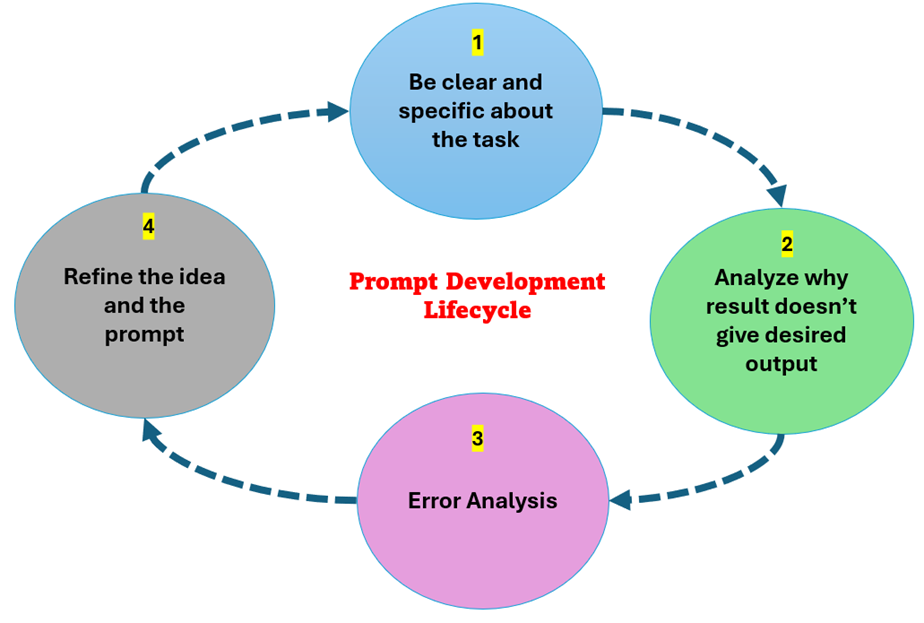 1
Be clear and
specific about
the task
2
Analyze why
result doesn’t
give desired
output
3
Error Analysis
4
Refine the idea
and the
prompt
Prompt Development
Lifecycle